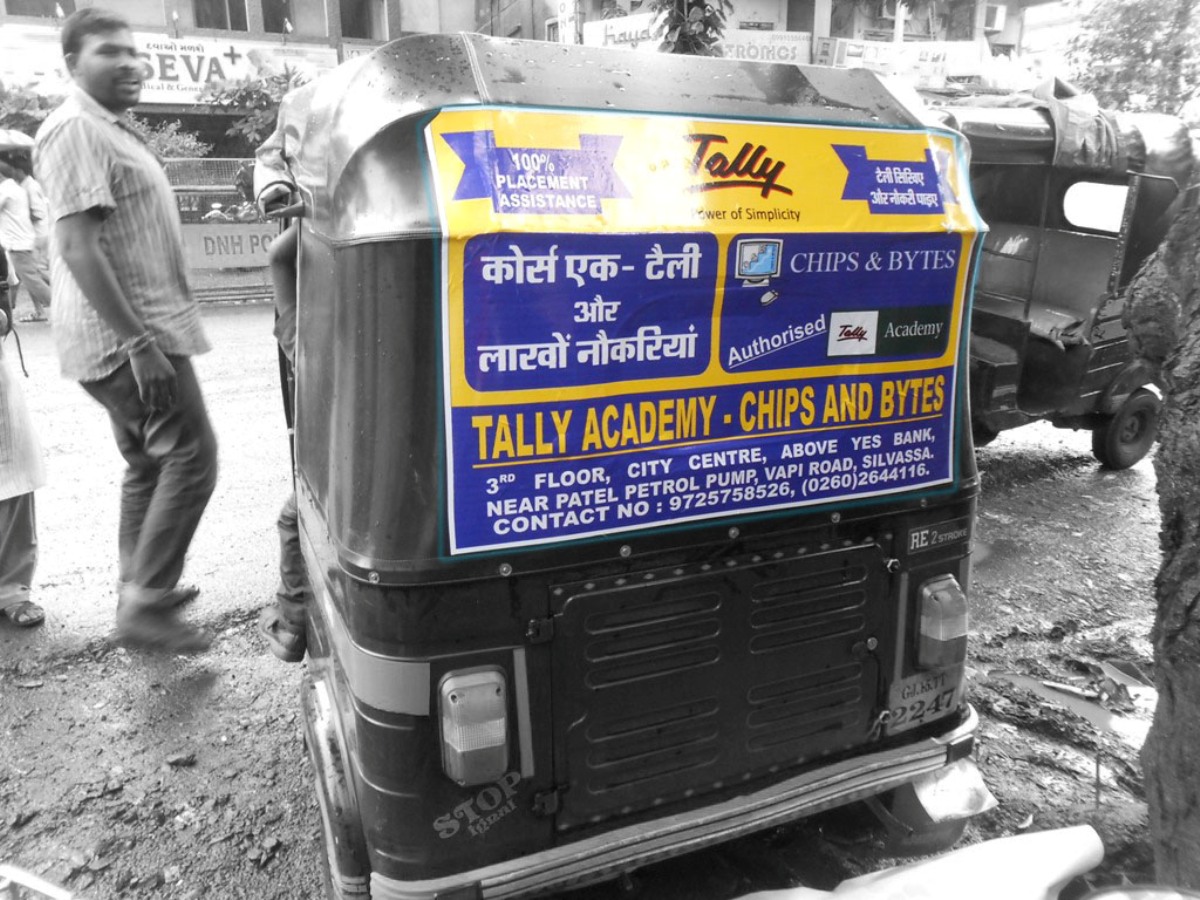 દવાઓ મળશે
SEVA+
DNH PO
100%
PLACEMENT
ASSISTANCE
Tally
Power of Simplicity
टैली सिखिए
और नौकरी पाइए
कोर्स एक- टैली
और
लाखों नौकरियां
CHIPS & BYTES
Authorised Tally Academy
TALLY ACADEMY - CHIPS AND BYTES
3RD FLOOR, CITY CENTRE, ABOVE YES BANK,
NEAR PATEL PETROL PUMP, VAPI ROAD, SILVASSA.
CONTACT NO : 9725758526, (0260)2644116.
RE 2 STROKE
2247
STOP